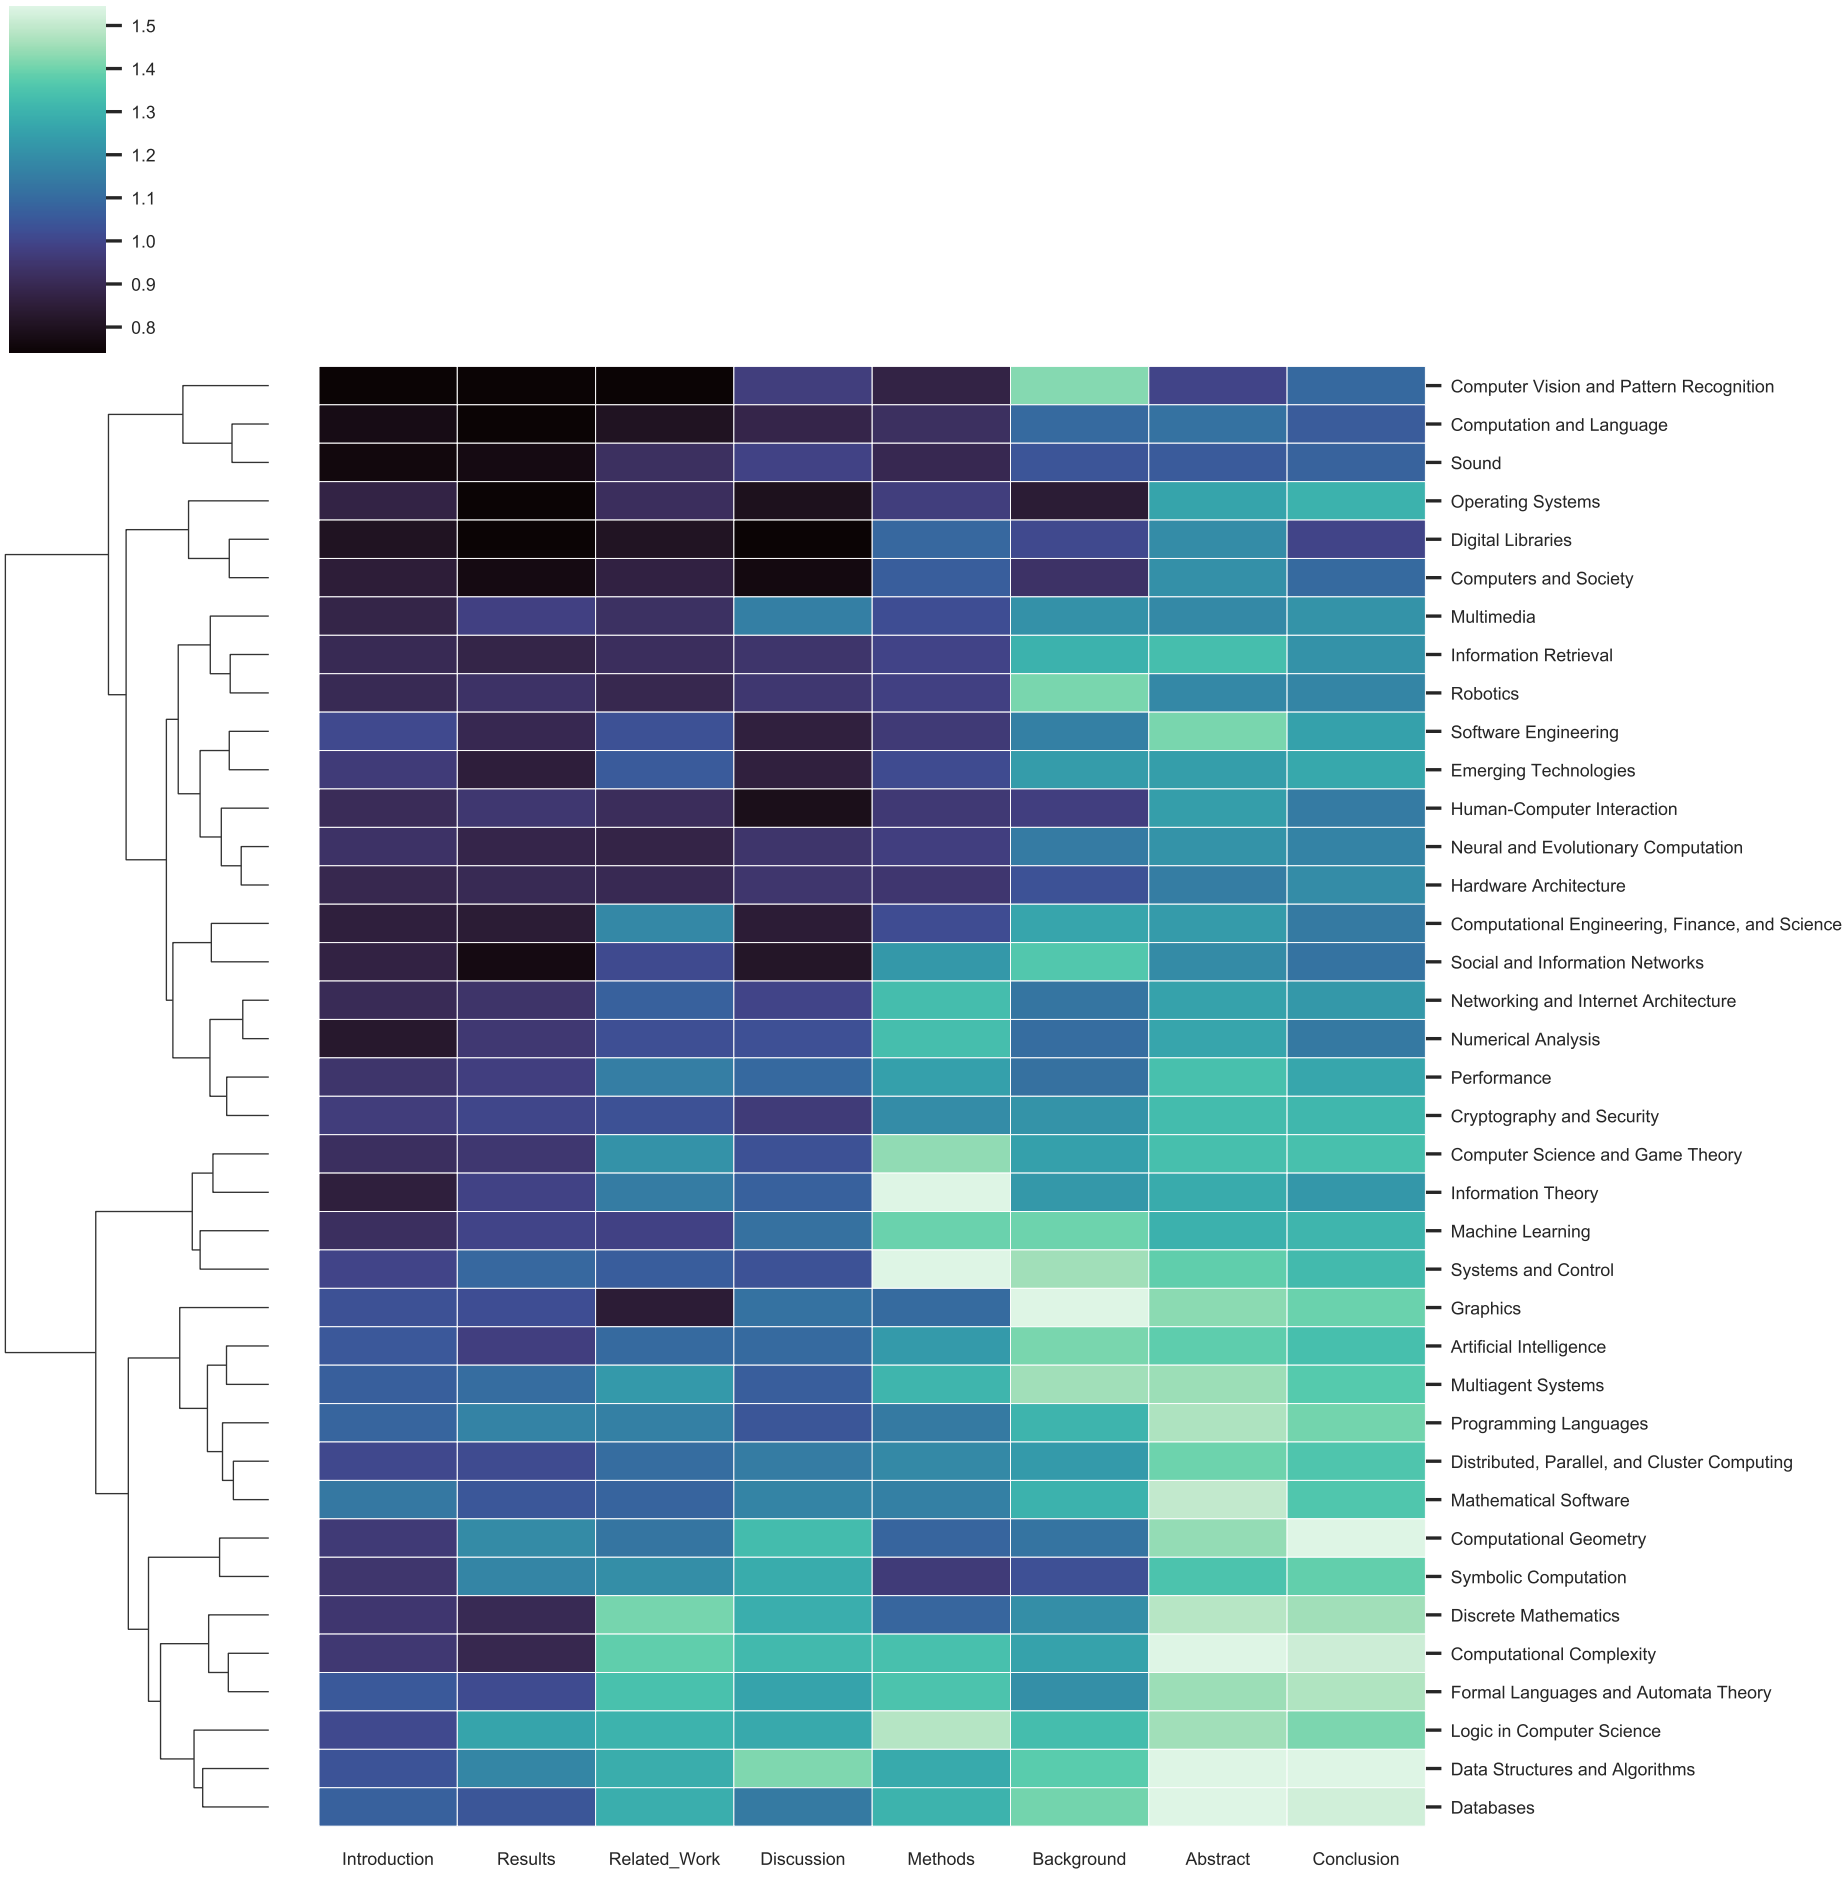 1.5
1.4
1.3
1.2
1.1
1.0
0.9
0.8
Computer Vision and Pattern Recognition
Computation and Language
Sound
Operating Systems
Digital Libraries
Computers and Society
Multimedia
Information Retrieval
Robotics
Software Engineering
Emerging Technologies
Human-Computer Interaction
Neural and Evolutionary Computation
Hardware Architecture
Computational Engineering, Finance, and Science
Social and Information Networks
Networking and Internet Architecture
Numerical Analysis
Performance
Cryptography and Security
Computer Science and Game Theory
Information Theory
Machine Learning
Systems and Control
Graphics
Artificial Intelligence
Multiagent Systems
Programming Languages
Distributed, Parallel, and Cluster Computing
Mathematical Software
Computational Geometry
Symbolic Computation
Discrete Mathematics
Computational Complexity
Formal Languages and Automata Theory
Logic in Computer Science
Data Structures and Algorithms
Databases
Introduction Results Related_Work Discussion Methods Background Abstract Conclusion